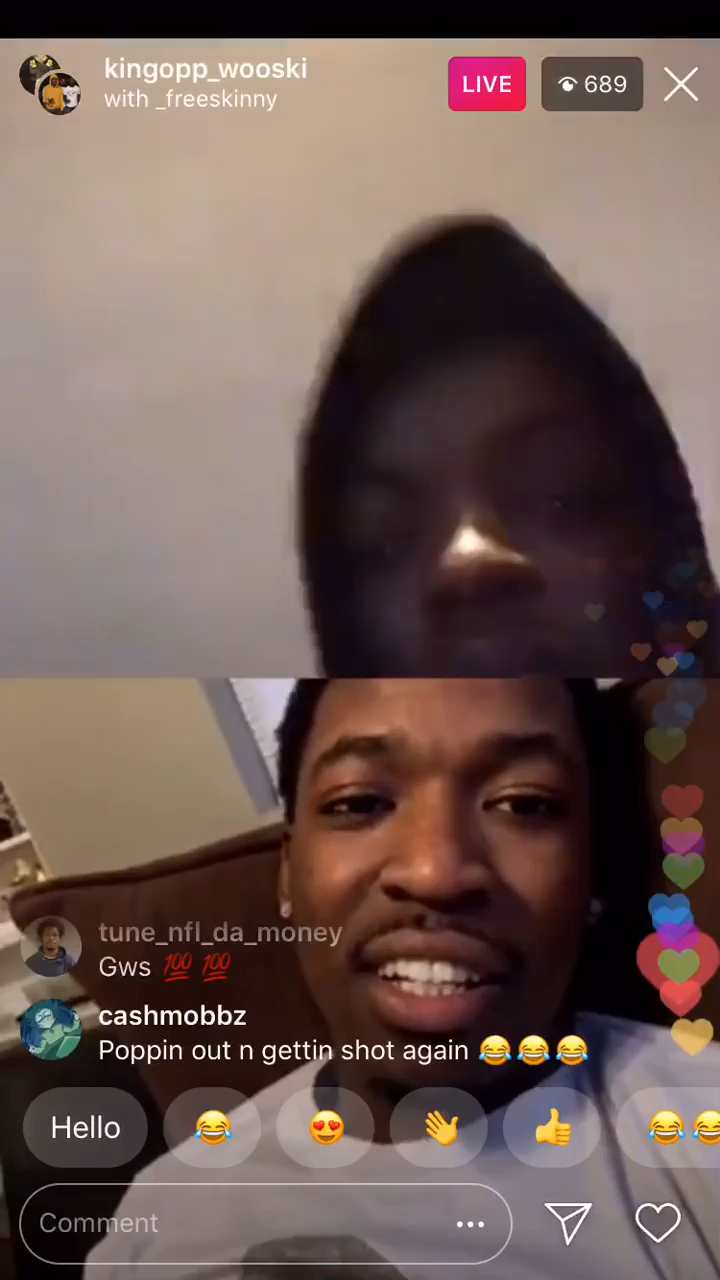 kingopp_wooski
with _freeskinny
LIVE
689
tune_nfl_da_money
Gws 💯 💯
cashmobbz
Poppin out n gettin shot again 😂😂😂
Hello
Comment